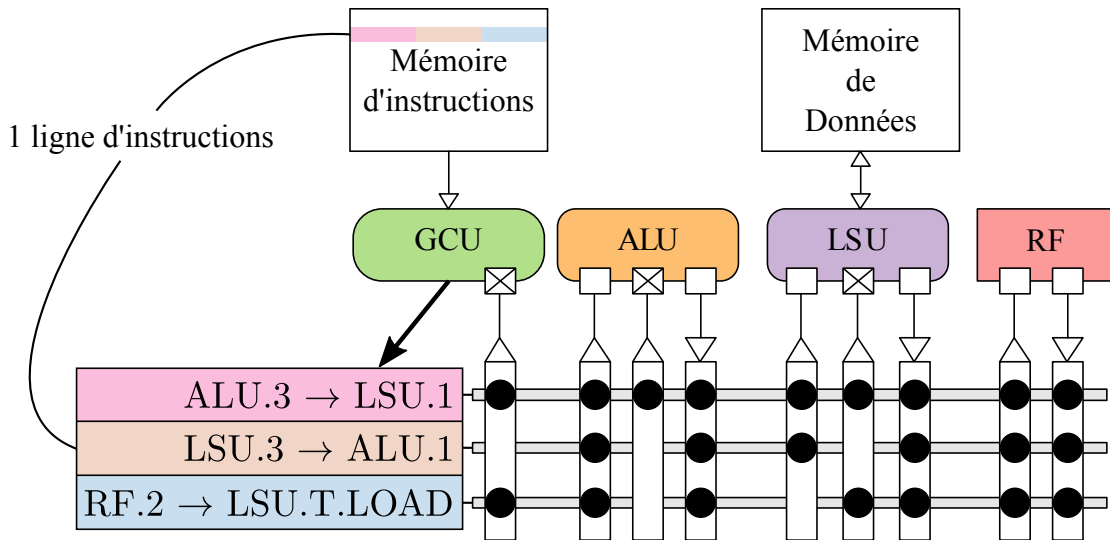 Mémoire
d'instructions
Mémoire
de
Données
1 ligne d'instructions
GCU
ALU
LSU
RF
ALU.3 → LSU.1
LSU.3 → ALU.1
RF.2 → LSU.T.LOAD